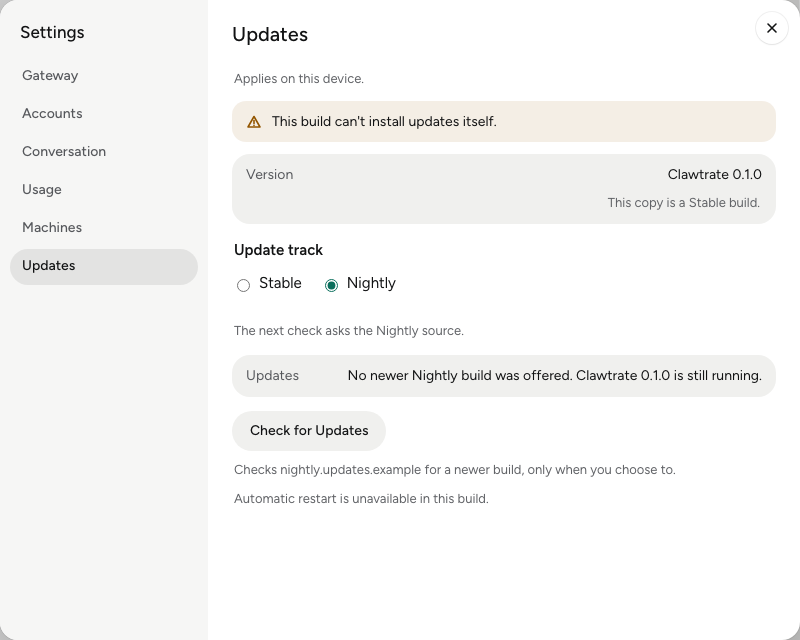 Settings
Gateway
Accounts
Conversation
Usage
Machines
Updates
Updates
Applies on this device.
This build can't install updates itself.
Version
Clawtrate 0.1.0
This copy is a Stable build.
Update track
Stable
Nightly
The next check asks the Nightly source.
Updates
No newer Nightly build was offered. Clawtrate 0.1.0 is still running.
Check for Updates
Checks nightly.updates.example for a newer build, only when you choose to.
Automatic restart is unavailable in this build.